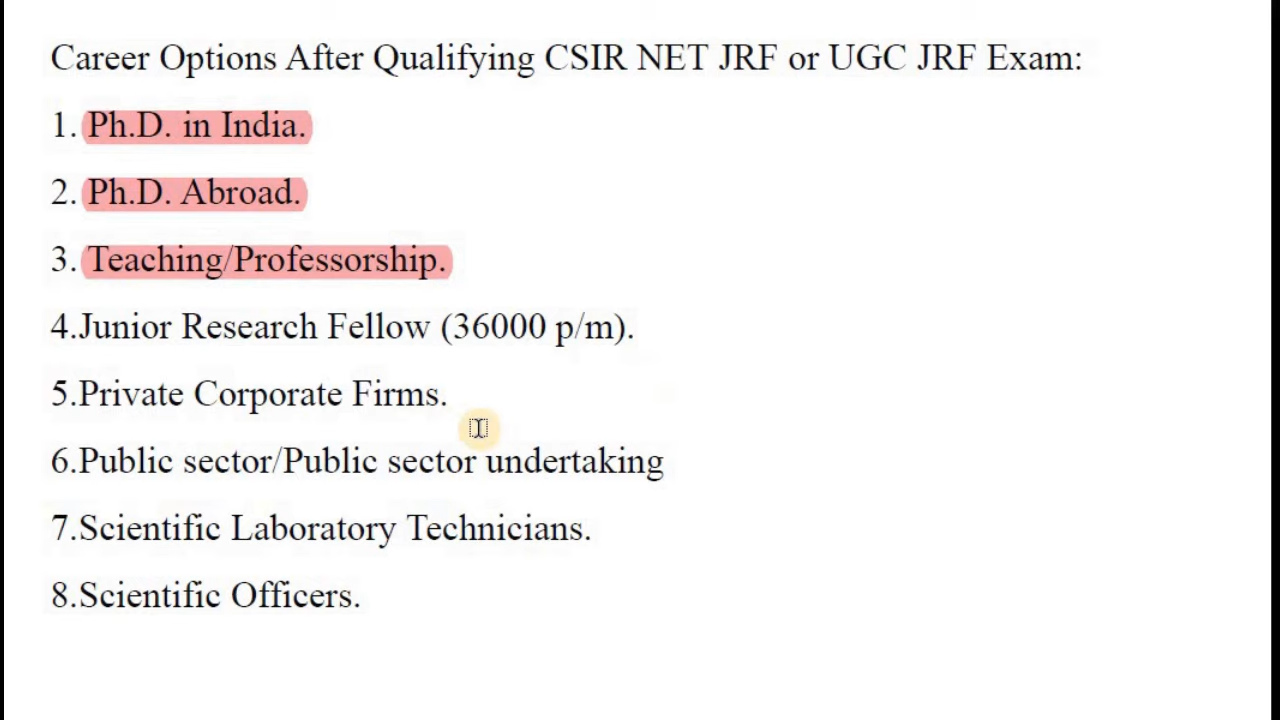 Career Options After Qualifying CSIR NET JRF or UGC JRF Exam:
1. Ph.D. in India.
2. Ph.D. Abroad.
3. Teaching/Professorship.
4.Junior Research Fellow (36000 p/m).
5.Private Corporate Firms.
6.Public sector/Public sector undertaking
7.Scientific Laboratory Technicians.
8.Scientific Officers.